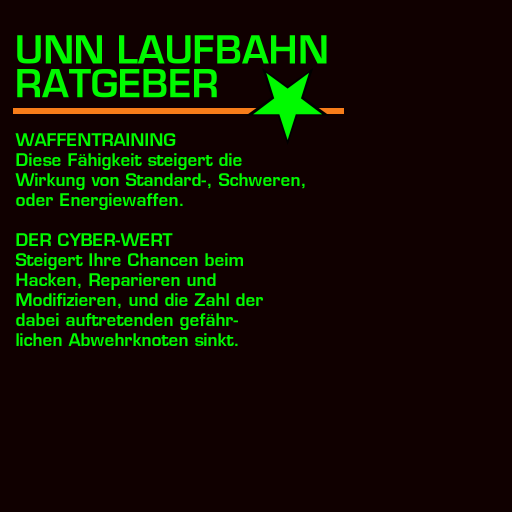 UNN LAUFBAHN
RATGEBER
WAFFENTRAINING
Diese Fähigkeit steigert die
Wirkung von Standard-, Schweren,
oder Energiewaffen.
DER CYBER-WERT
Steigert Ihre Chancen beim
Hacken, Reparieren und
Modifizieren, und die Zahl der
dabei auftretenden gefähr-
lichen Abwehrknoten sinkt.